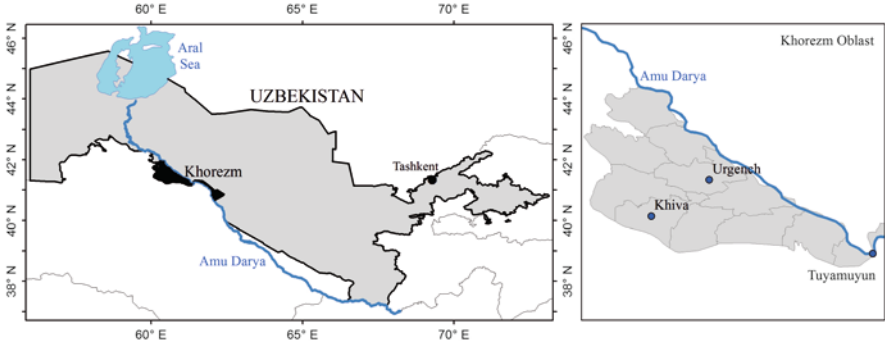 60° E
65° E
70° E
46° N
44° N
42° N
40° N
38° N
Aral
Sea
UZBEKISTAN
Khorezm
Tashkent
Amu Darya
46° N
44° N
42° N
40° N
38° N
60° E
65° E
70° E
Khorezm Oblast
Amu Darya
Urgench
Khiva
Tuyamuyun